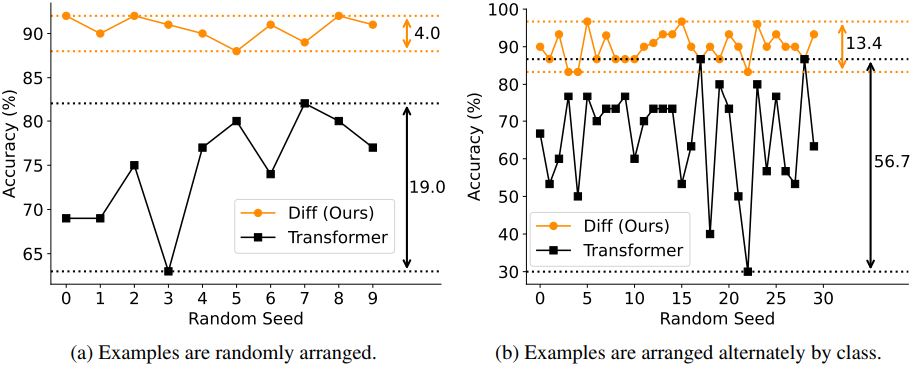 90
85
80
75
70
65
Accuracy (%)
4.0
19.0
Diff (Ours)
Transformer
0 1 2 3 4 5 6 7 8 9
Random Seed
(a) Examples are randomly arranged.
100
90
80
70
60
50
40
30
Accuracy (%)
13.4
56.7
Diff (Ours)
Transformer
0 5 10 15 20 25 30
Random Seed
(b) Examples are arranged alternately by class.